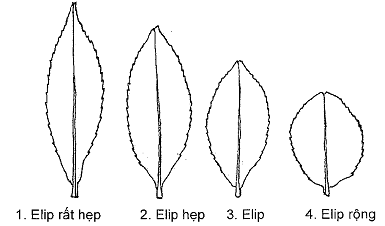 1. Elip rất hẹp 2. Elip hẹp 3. Elip 4. Elip rộng